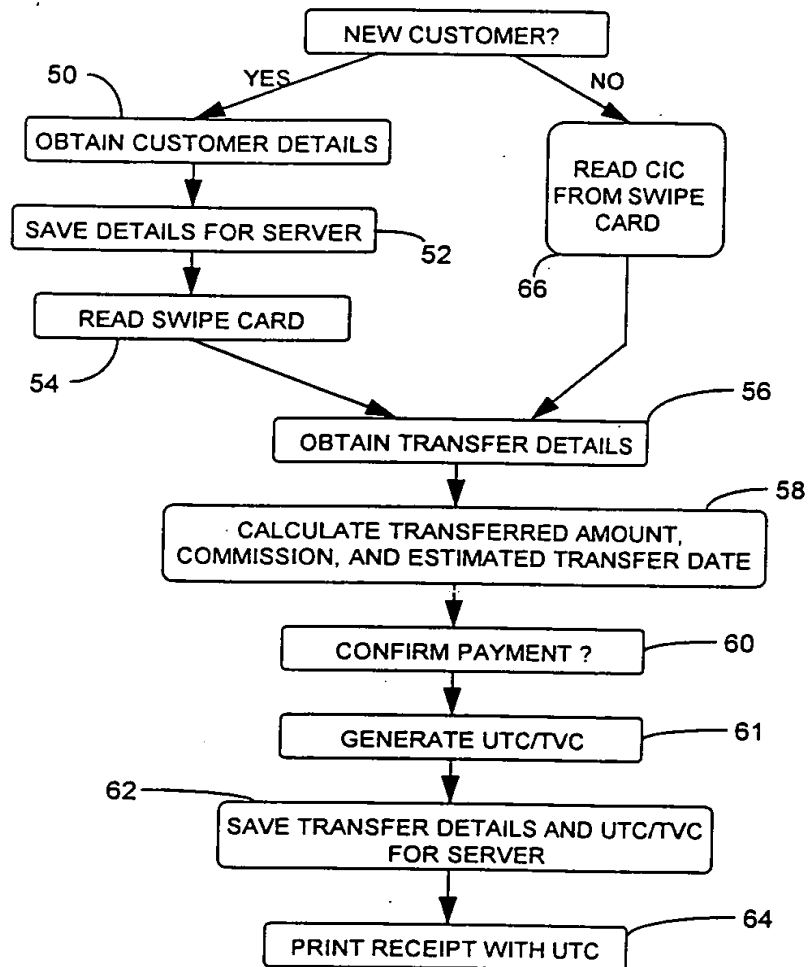 NEW CUSTOMER?
YES
NO
50
OBTAIN CUSTOMER DETAILS
READ CIC
FROM SWIPE
CARD
SAVE DETAILS FOR SERVER
52
66
READ SWIPE CARD
54
56
OBTAIN TRANSFER DETAILS
58
CALCULATE TRANSFERRED AMOUNT,
COMMISSION, AND ESTIMATED TRANSFER DATE
CONFIRM PAYMENT ?
60
GENERATE UTC/TVC
61
62
SAVE TRANSFER DETAILS AND UTC/TVC
FOR SERVER
64
PRINT RECEIPT WITH UTC